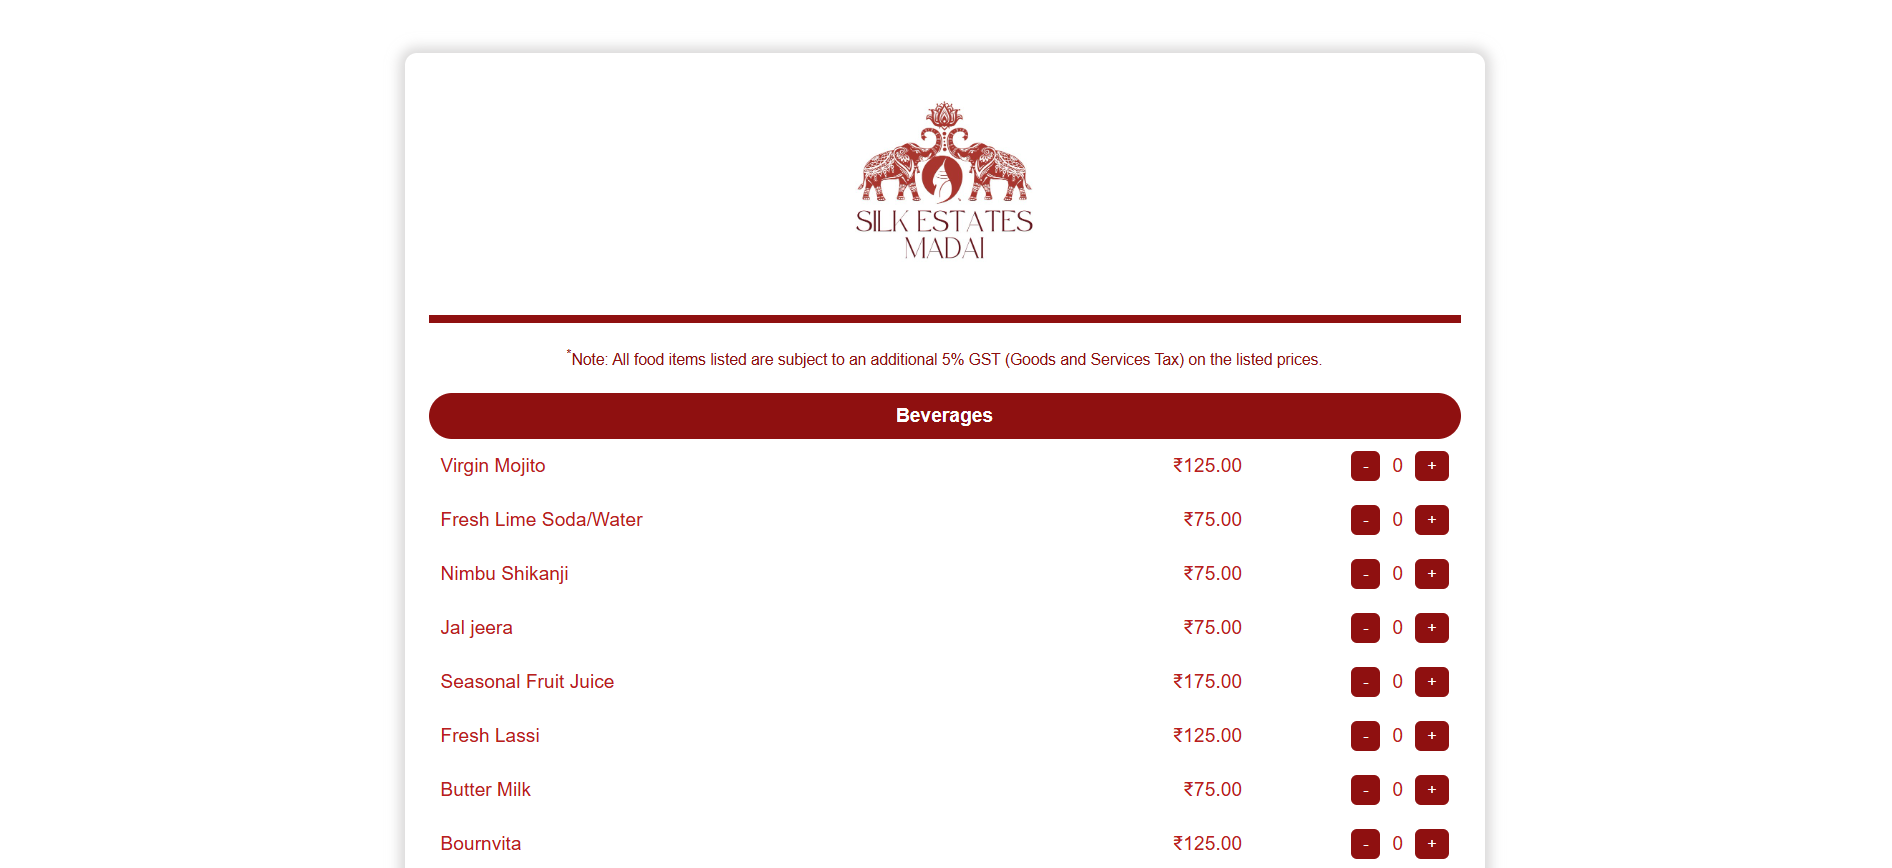 SILK ESTATES
MADAI
*Note: All food items listed are subject to an additional 5% GST (Goods and Services Tax) on the listed prices.
Beverages
Virgin Mojito ₹125.00 - 0 +
Fresh Lime Soda/Water ₹75.00 - 0 +
Nimbu Shikanji ₹75.00 - 0 +
Jal jeera ₹75.00 - 0 +
Seasonal Fruit Juice ₹175.00 - 0 +
Fresh Lassi ₹125.00 - 0 +
Butter Milk ₹75.00 - 0 +
Bournvita ₹125.00 - 0 +